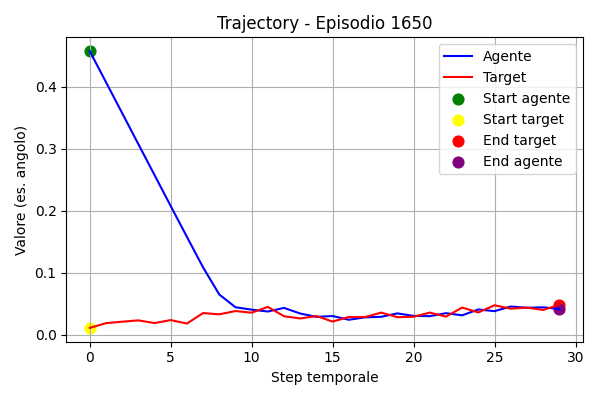 Trajectory - Episodio 1650
Valore (es. angolo)
0.4
0.3
0.2
0.1
0.0
0 5 10 15 20 25 30
Step temporale
Agente
Target
Start agente
Start target
End target
End agente